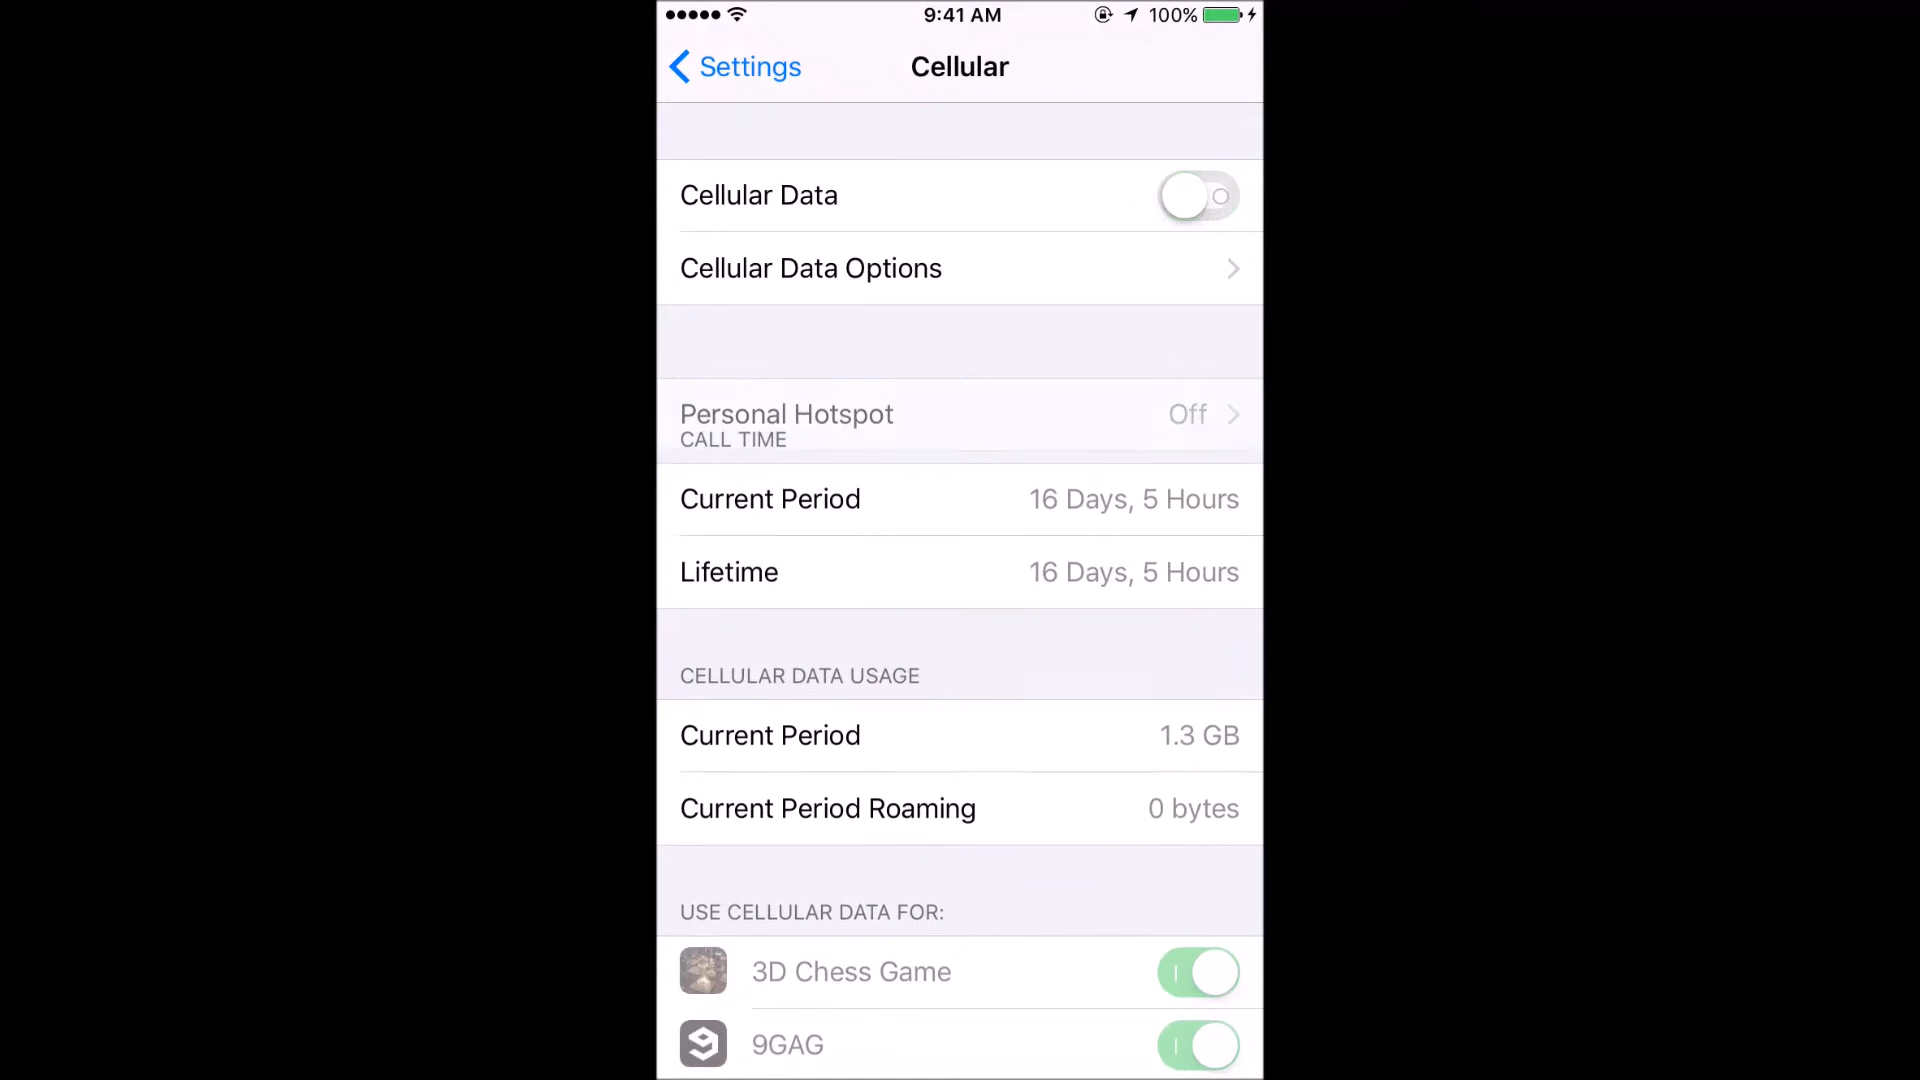 9:41 AM
100%
Settings
Cellular
Cellular Data
Cellular Data Options
Personal Hotspot Off
CALL TIME
Current Period 16 Days, 5 Hours
Lifetime 16 Days, 5 Hours
CELLULAR DATA USAGE
Current Period 1.3 GB
Current Period Roaming 0 bytes
USE CELLULAR DATA FOR:
3D Chess Game
9GAG